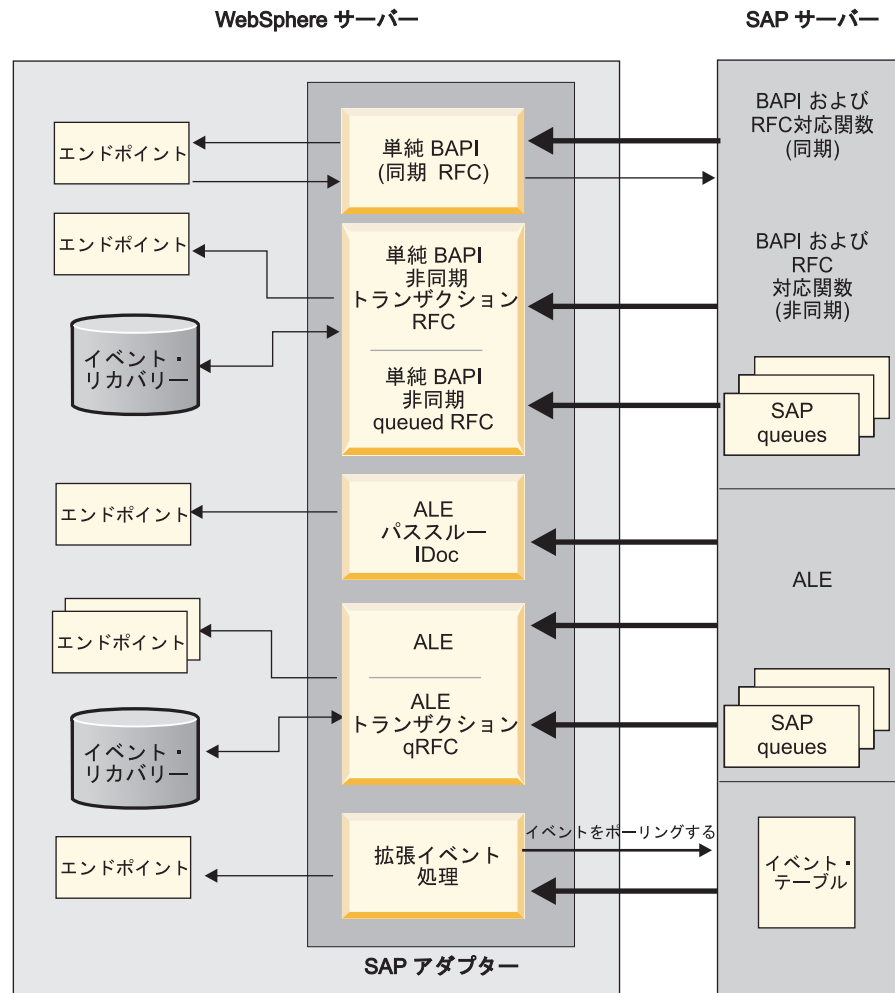 WebSphere サーバー
SAP サーバー
エンドポイント
単純 BAPI
(同期 RFC)
BAPI および
RFC対応関数
(同期)
エンドポイント
単純 BAPI
非同期
トランザクション
RFC
BAPI および
RFC
対応関数
(非同期)
イベント・
リカバリー
単純 BAPI
非同期
queued RFC
SAP
queues
エンドポイント
ALE
パススルー
IDoc
ALE
エンドポイント
ALE
ALE
トランザクション
qRFC
イベント・
リカバリー
SAP
queues
エンドポイント
拡張イベント
処理
イベントをポーリングする
イベント・
テーブル
SAP アダプター